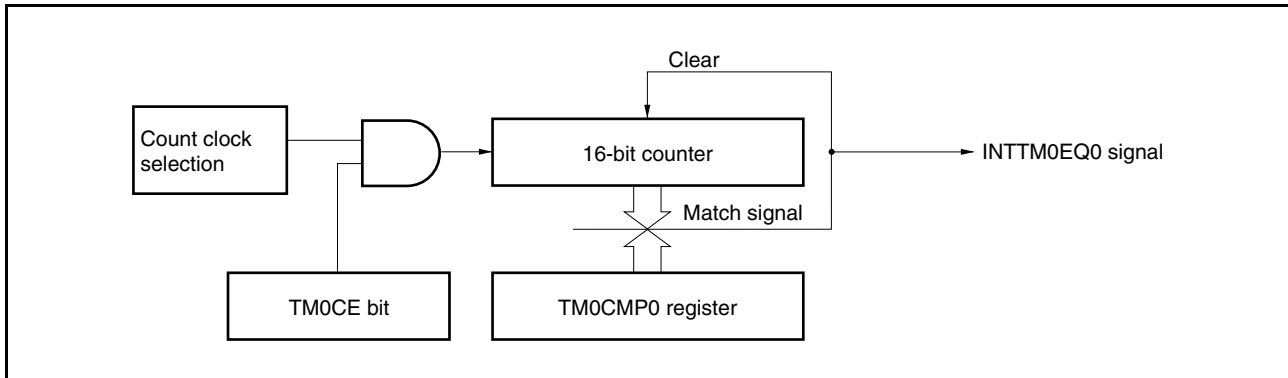 Clear
Count clock
selection
16-bit counter
INTTM0EQ0 signal
Match signal
TM0CE bit
TM0CMP0 register